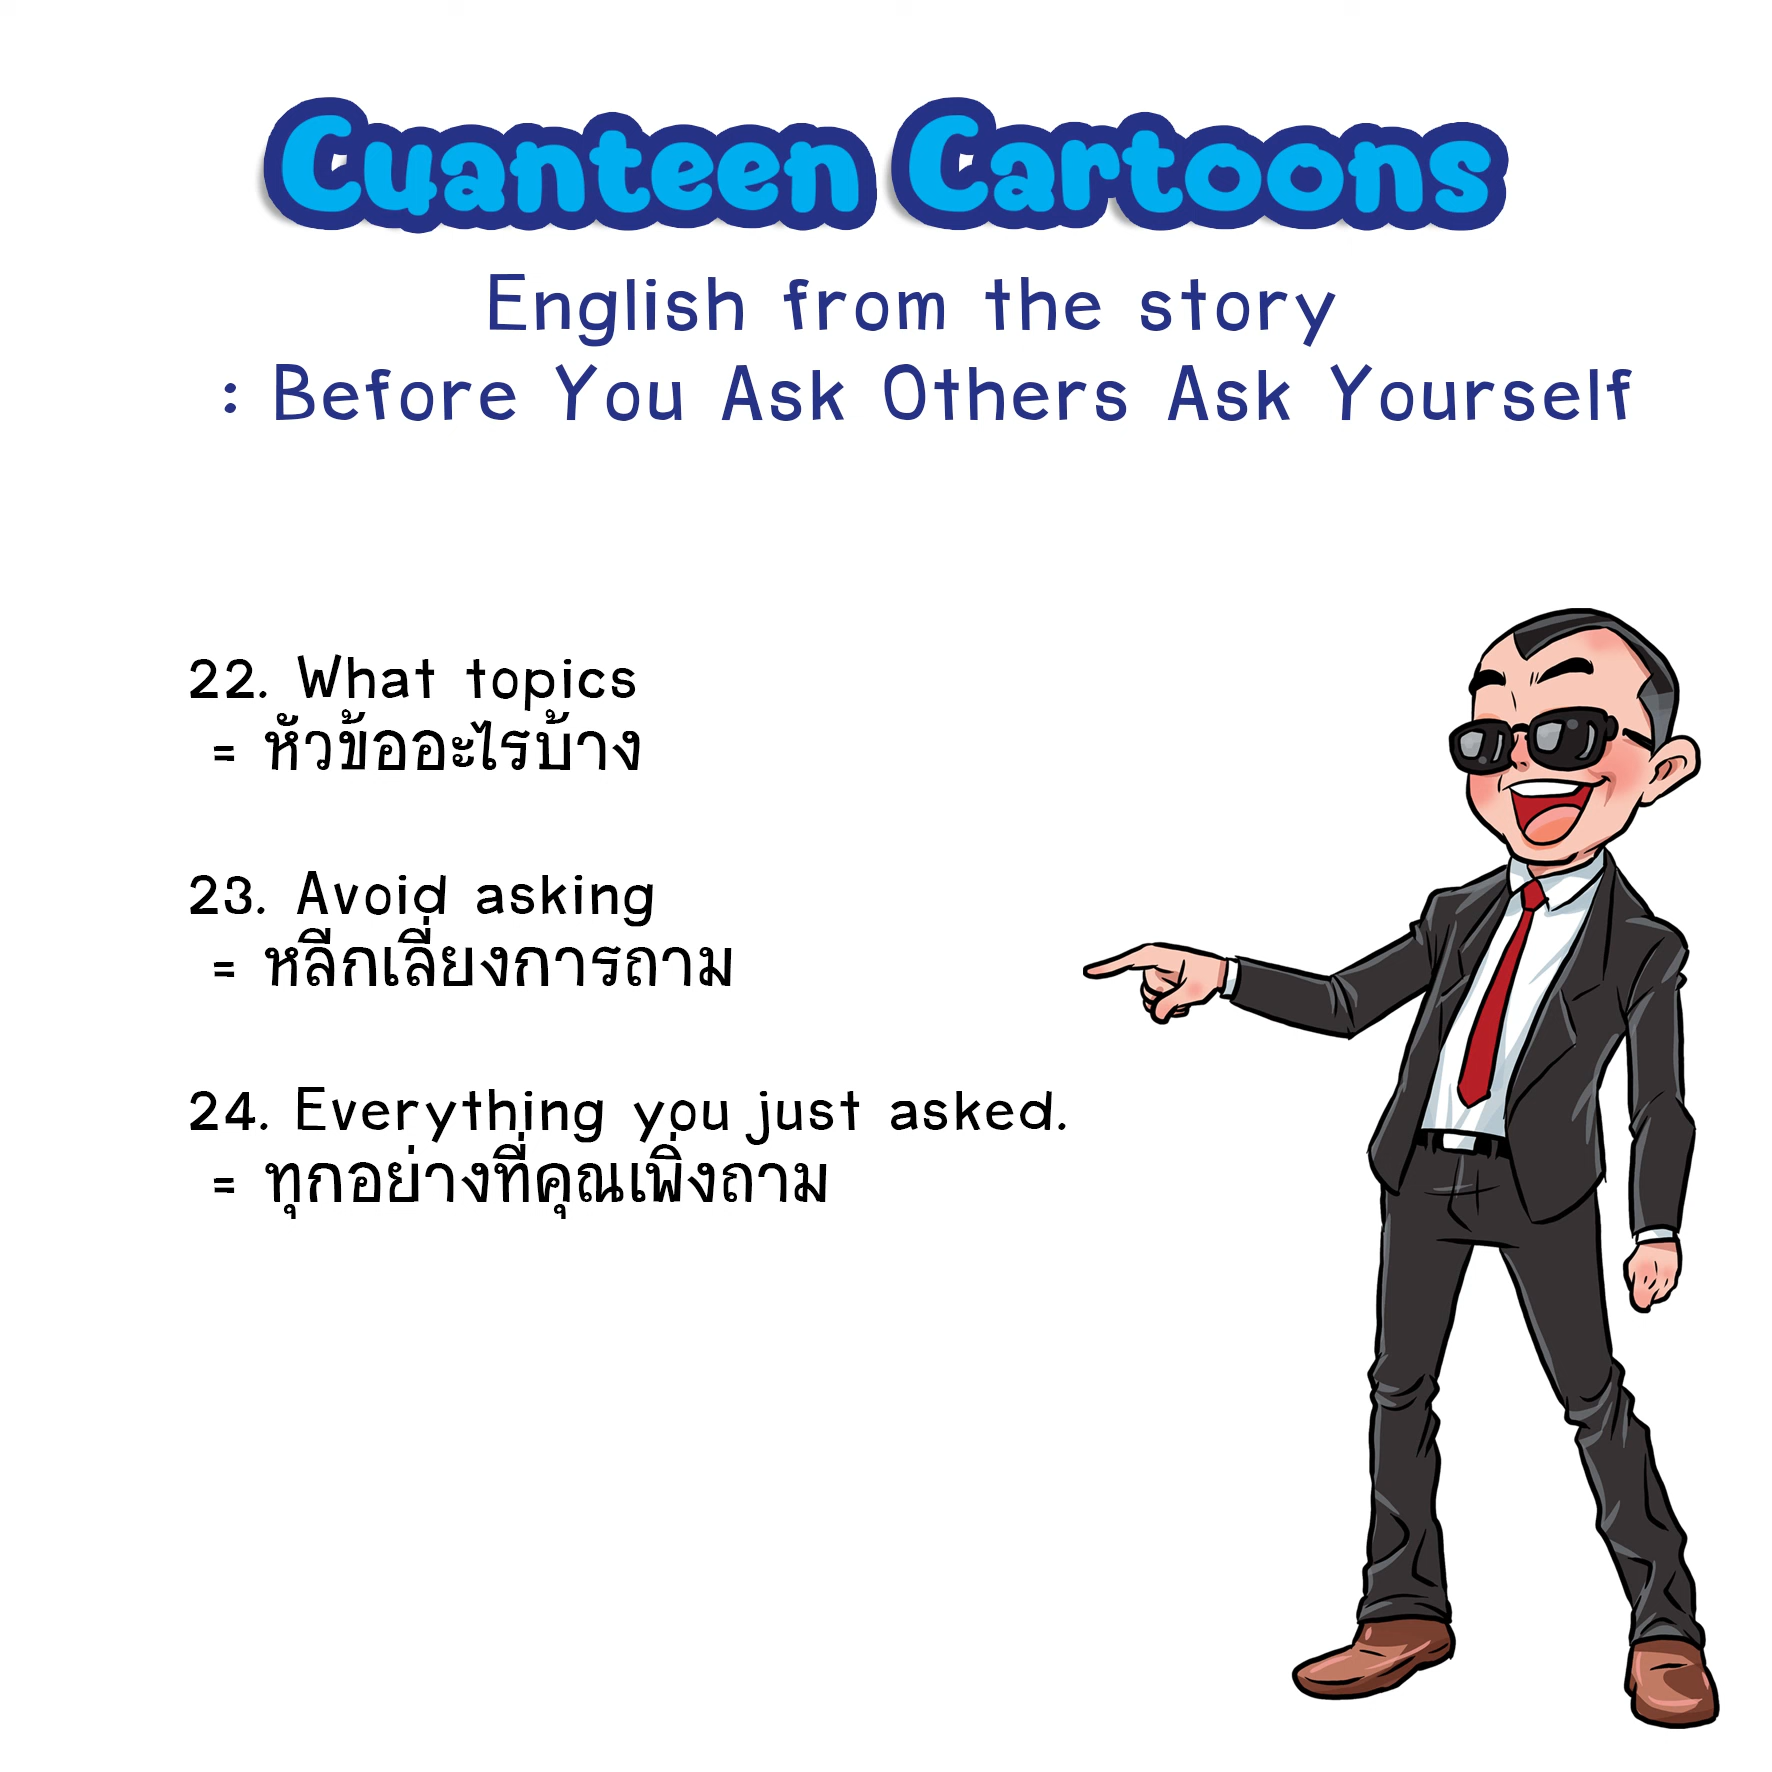 Cyanteen Cartoons
English from the story
: Before You Ask Others Ask Yourself
22. What topics
= หัวข้ออะไรบ้าง
23. Avoid asking
= หลีกเลี่ยงการถาม
24. Everything you just asked.
= ทุกอย่างที่คุณเพิ่งถาม